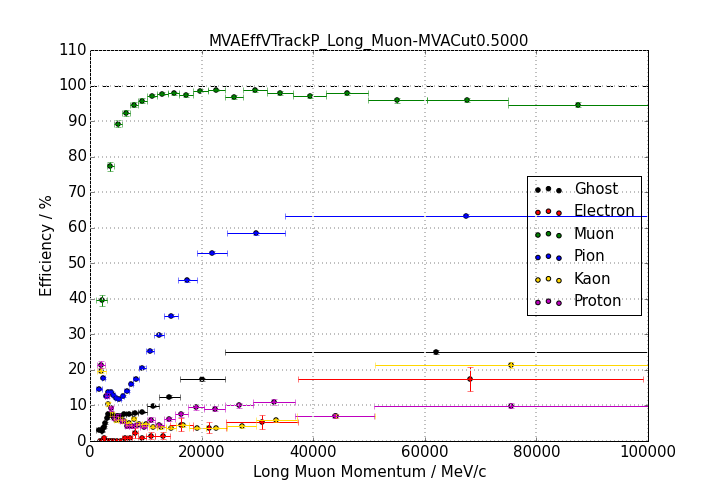 MVAEffVTrackP_Long_Muon-MVACut0.5000
110
100
90
80
70
60
50
40
30
20
10
0
Efficiency / %
Ghost
Electron
Muon
Pion
Kaon
Proton
0 20000 40000 60000 80000 100000
Long Muon Momentum / MeV/c